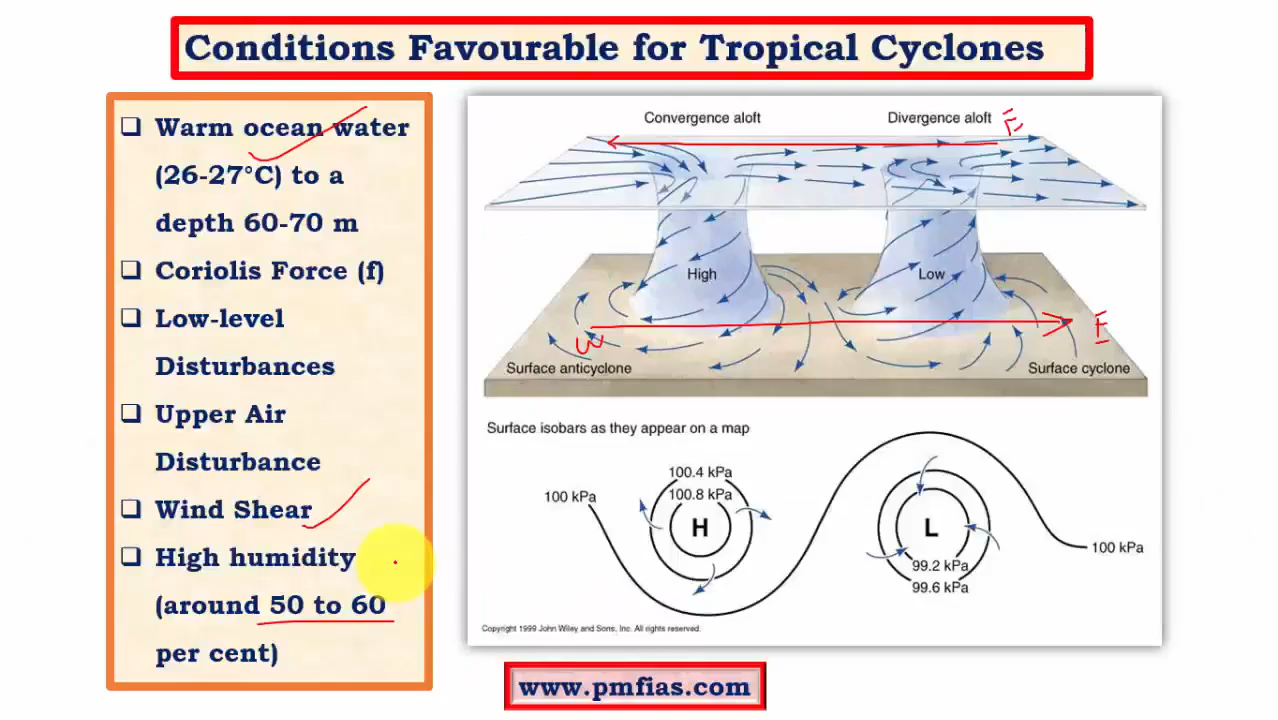 Conditions Favourable for Tropical Cyclones
Warm ocean water
(26-27°C) to a
depth 60-70 m
Coriolis Force (f)
Low-level
Disturbances
Upper Air
Disturbance
Wind Shear
High humidity
(around 50 to 60
per cent)
Convergence aloft
Divergence aloft
E
High
Low
W
E
Surface anticyclone
Surface cyclone
Surface isobars as they appear on a map
100 kPa
100.4 kPa
100.8 kPa
H
L
99.2 kPa
99.6 kPa
100 kPa
Copyright 1999 John Wiley and Sons, Inc. All rights reserved.
www.pmfias.com